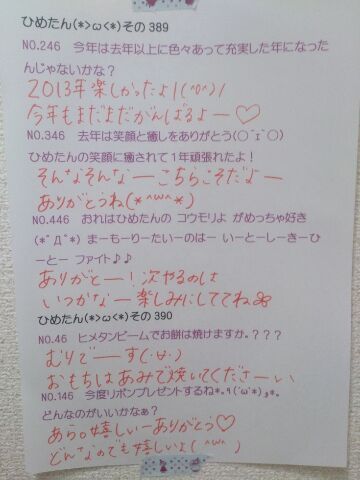 ひめたん(*>ω<*)その 389
NO.246　今年は去年以上に色々あって充実した年になった
んじゃないかな？
2013年楽しかったよ！(^o^)！
今年もまだまだがんばるよー♡
NO.346　去年は笑顔と癒しをありがとう(○´ｪ`○)
ひめたんの笑顔に癒されて1年頑張れたよ！
そんなそんなーこちらこそだよー
ありがとうね(*^ω^*)
NO.446　おれはひめたんの コウモリよ がめっちゃ好き
(*ﾟДﾟ*) まーもーりーたいーのはー いーとーしーきーひ
ーとー ファイト♪♪
ありがとー！次やるのは
いつかなー楽しみにしててね
ひめたん(*>ω<*)その 390
NO.46　ヒメタンビームでお餅は焼けますか。？？？
むりでーーす(・∀・)
おもちはあみで焼いてくださーい
NO.146　今度リボンプレゼントするね*｡٩(´ω`*)و*｡
どんなのがいいかなぁ？
あら。嬉しいーありがとう♡
どんなのでも嬉しいよ(^ω^)